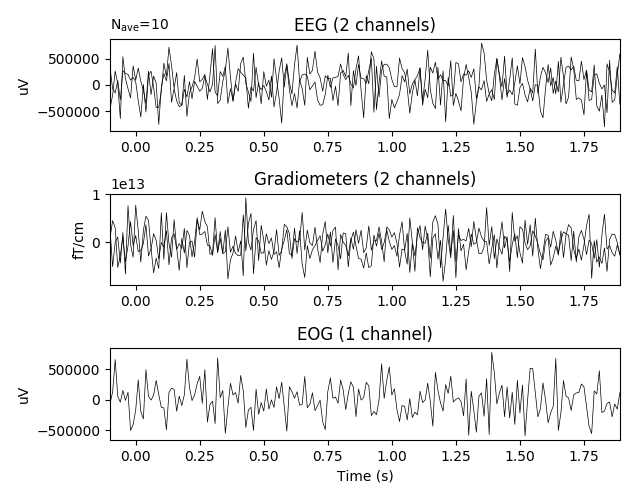 N_ave=10
EEG (2 channels)
500000
0
−500000
uV
0.00 0.25 0.50 0.75 1.00 1.25 1.50 1.75
1e13
Gradiometers (2 channels)
1
0
fT/cm
0.00 0.25 0.50 0.75 1.00 1.25 1.50 1.75
EOG (1 channel)
500000
0
−500000
uV
0.00 0.25 0.50 0.75 1.00 1.25 1.50 1.75
Time (s)